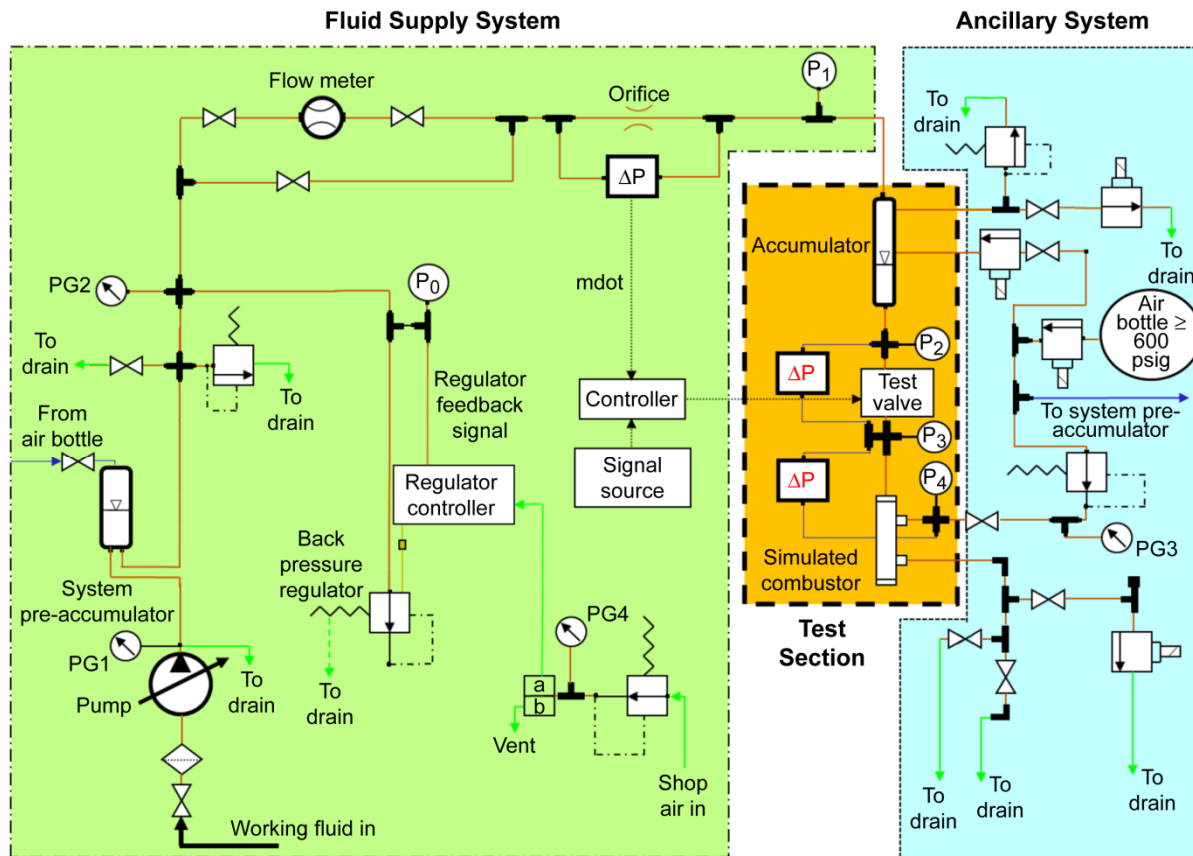 Fluid Supply System
Ancillary System
Flow meter
Orifice
P1
ΔP
mdot
PG2
P0
To
drain
To
drain
From
air bottle
Regulator
feedback
signal
Controller
Signal
source
Regulator
controller
Back
pressure
regulator
System
pre-accumulator
PG1
Pump
To
drain
To
drain
PG4
a
b
Vent
Shop
air in
Working fluid in
Accumulator
P2
ΔP
Test
valve
P3
ΔP
P4
Simulated
combustor
Test
Section
To
drain
To
drain
Air
bottle ≥
600
psig
To system pre-
accumulator
PG3
To
drain
To
drain
To
drain